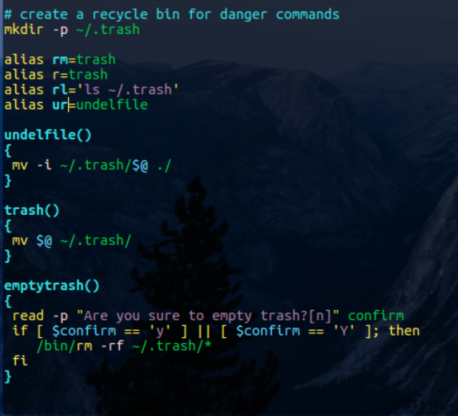 # create a recycle bin for danger commands
mkdir -p ~/.trash
alias rm=trash
alias r=trash
alias rl='ls ~/.trash'
alias ur=undelfile
undelfile()
{
 mv -i ~/.trash/$@ ./
}
trash()
{
 mv $@ ~/.trash/
}
emptytrash()
{
 read -p "Are you sure to empty trash?[n]" confirm
 if [ $confirm == 'y' ] || [ $confirm == 'Y' ]; then
    /bin/rm -rf ~/.trash/*
 fi
}